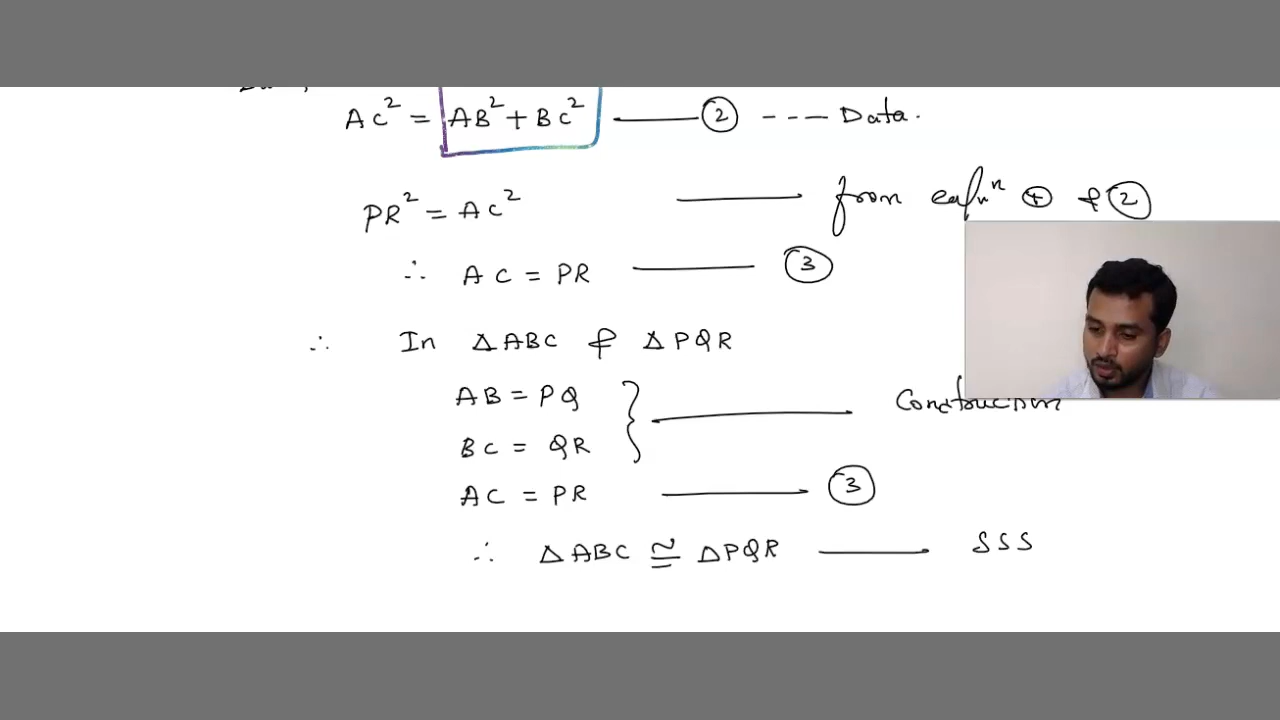 AC² = AB² + BC² —— ② --- Data.
PR² = AC² —— from ① & ②
∴ AC = PR —— ③
∴ In △ABC & △PQR
AB = PQ
BC = QR } —— Construction
AC = PR —— ③
∴ △ABC ≅ △PQR —— SSS